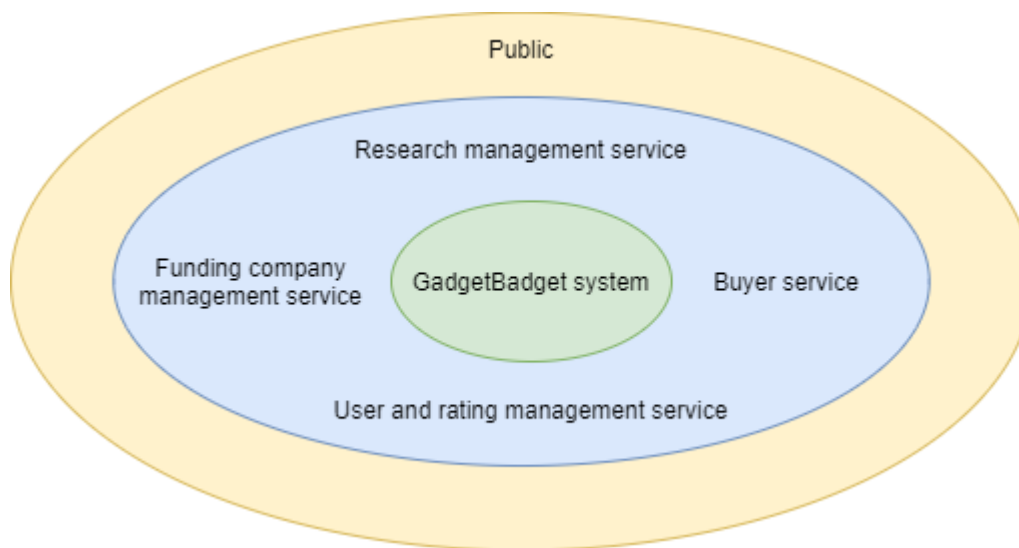 Public
Research management service
Funding company
management service
GadgetBadget system
Buyer service
User and rating management service